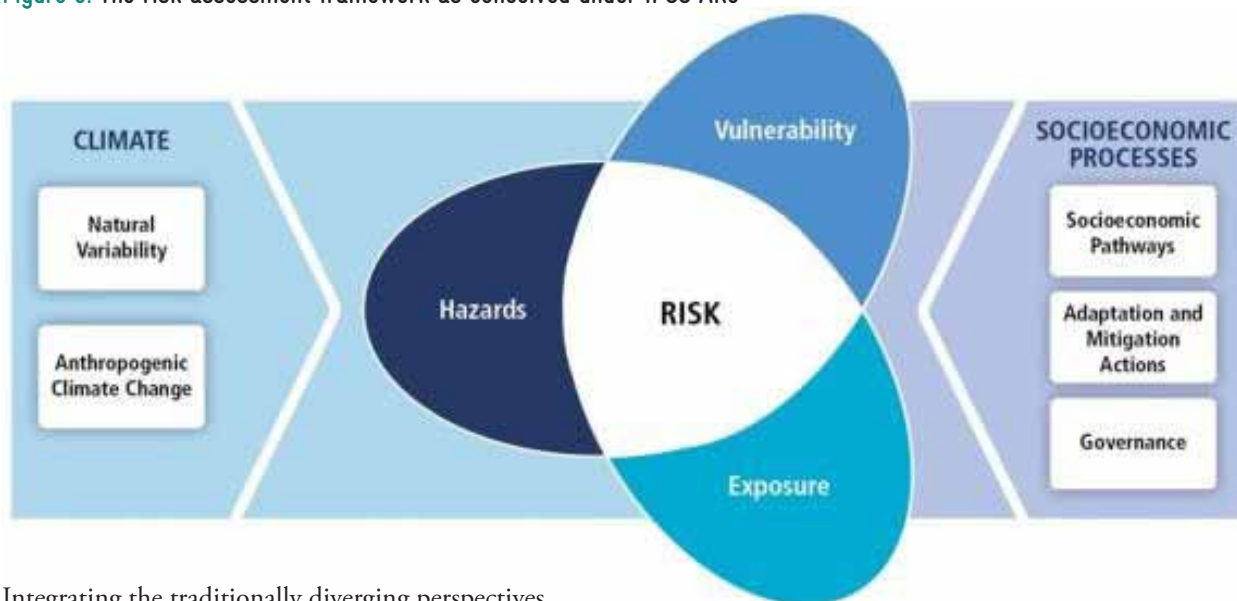 CLIMATE
Natural
Variability
Anthropogenic
Climate Change
Hazards
Vulnerability
RISK
Exposure
SOCIOECONOMIC
PROCESSES
Socioeconomic
Pathways
Adaptation and
Mitigation
Actions
Governance
Integrating the traditionally diverging perspectives